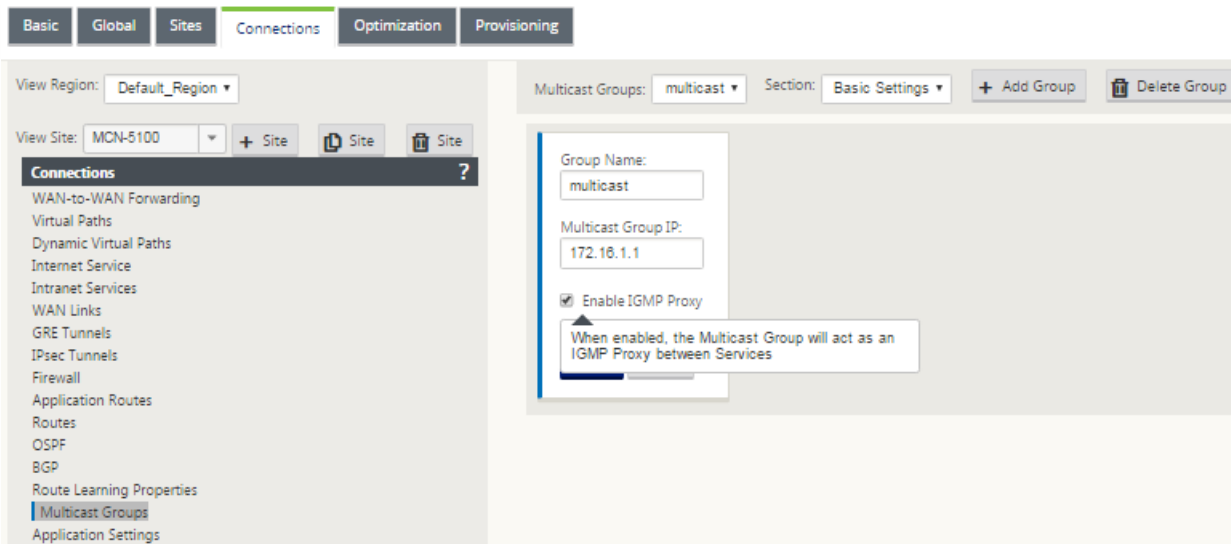 Basic Global Sites Connections Optimization Provisioning
View Region: Default_Region
Multicast Groups: multicast Section: Basic Settings + Add Group Delete Group
View Site: MCN-5100 + Site Site Site
Connections ?
WAN-to-WAN Forwarding
Virtual Paths
Dynamic Virtual Paths
Internet Service
Intranet Services
WAN Links
GRE Tunnels
IPsec Tunnels
Firewall
Application Routes
Routes
OSPF
BGP
Route Learning Properties
Multicast Groups
Application Settings
Group Name:
multicast
Multicast Group IP:
172.16.1.1
Enable IGMP Proxy
When enabled, the Multicast Group will act as an
IGMP Proxy between Services